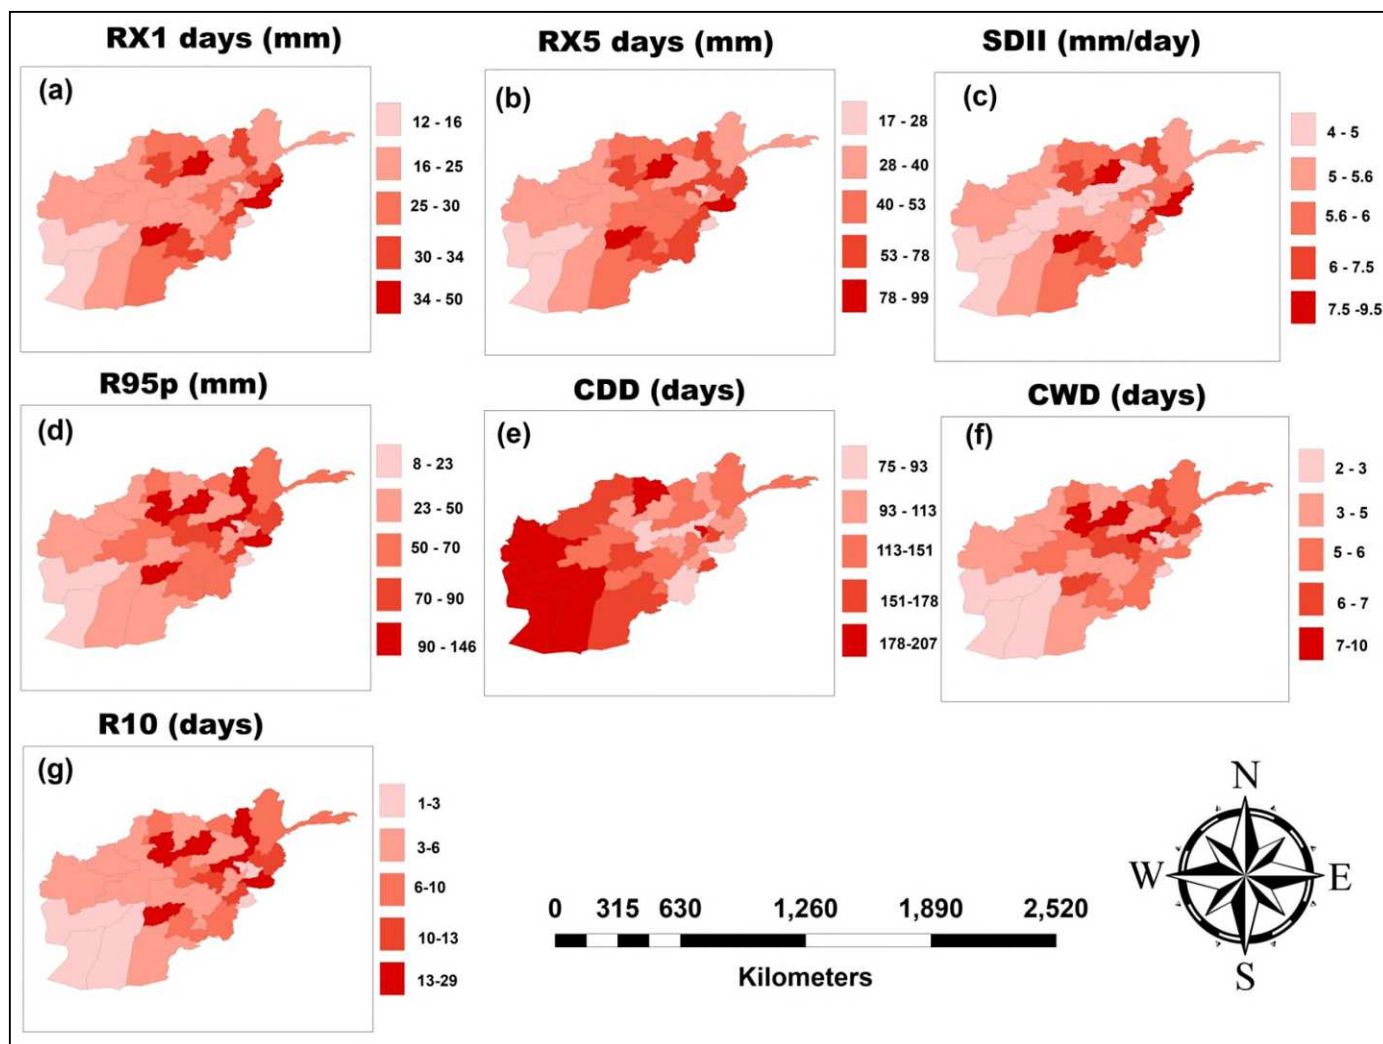 RX1 days (mm)
(a)
12 - 16
16 - 25
25 - 30
30 - 34
34 - 50
RX5 days (mm)
(b)
17 - 28
28 - 40
40 - 53
53 - 78
78 - 99
SDII (mm/day)
(c)
4 - 5
5 - 5.6
5.6 - 6
6 - 7.5
7.5 -9.5
R95p (mm)
(d)
8 - 23
23 - 50
50 - 70
70 - 90
90 - 146
CDD (days)
(e)
75 - 93
93 - 113
113-151
151-178
178-207
CWD (days)
(f)
2 - 3
3 - 5
5 - 6
6 - 7
7-10
R10 (days)
(g)
1-3
3-6
6-10
10-13
13-29
0 315 630 1,260 1,890 2,520
Kilometers
N
W E
S